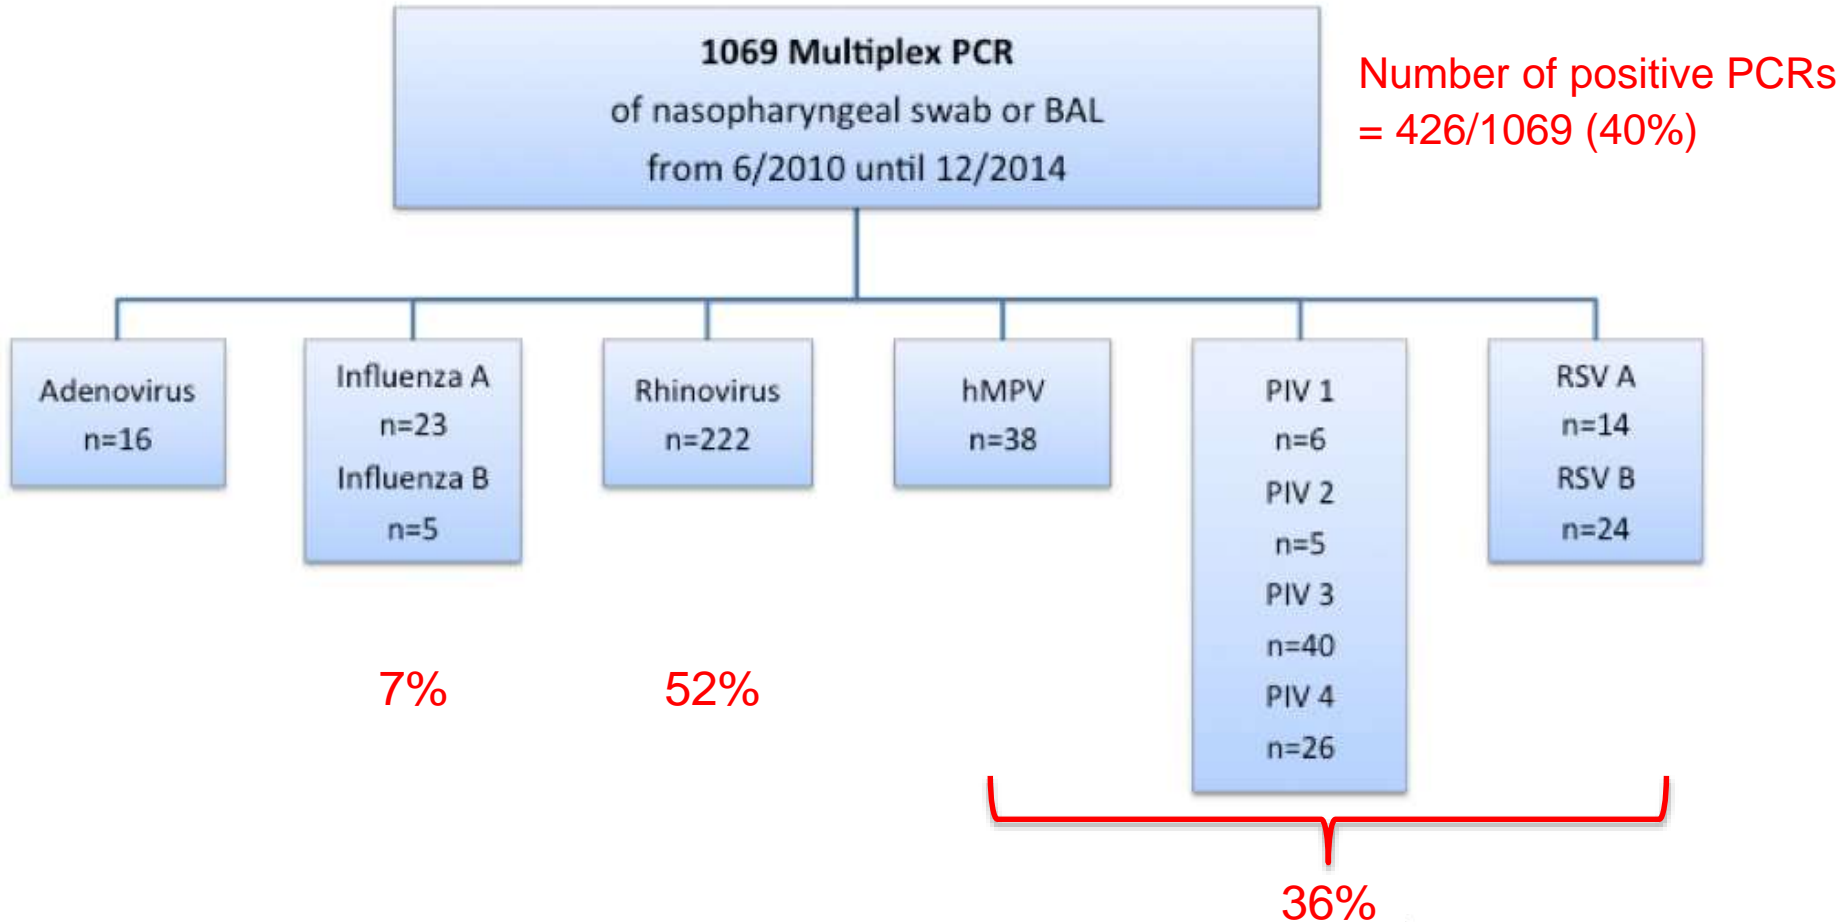 1069 Multiplex PCR
of nasopharyngeal swab or BAL
from 6/2010 until 12/2014
Number of positive PCRs
= 426/1069 (40%)
Adenovirus
n=16
Influenza A
n=23
Influenza B
n=5
Rhinovirus
n=222
hMPV
n=38
PIV 1
n=6
PIV 2
n=5
PIV 3
n=40
PIV 4
n=26
RSV A
n=14
RSV B
n=24
7%
52%
36%